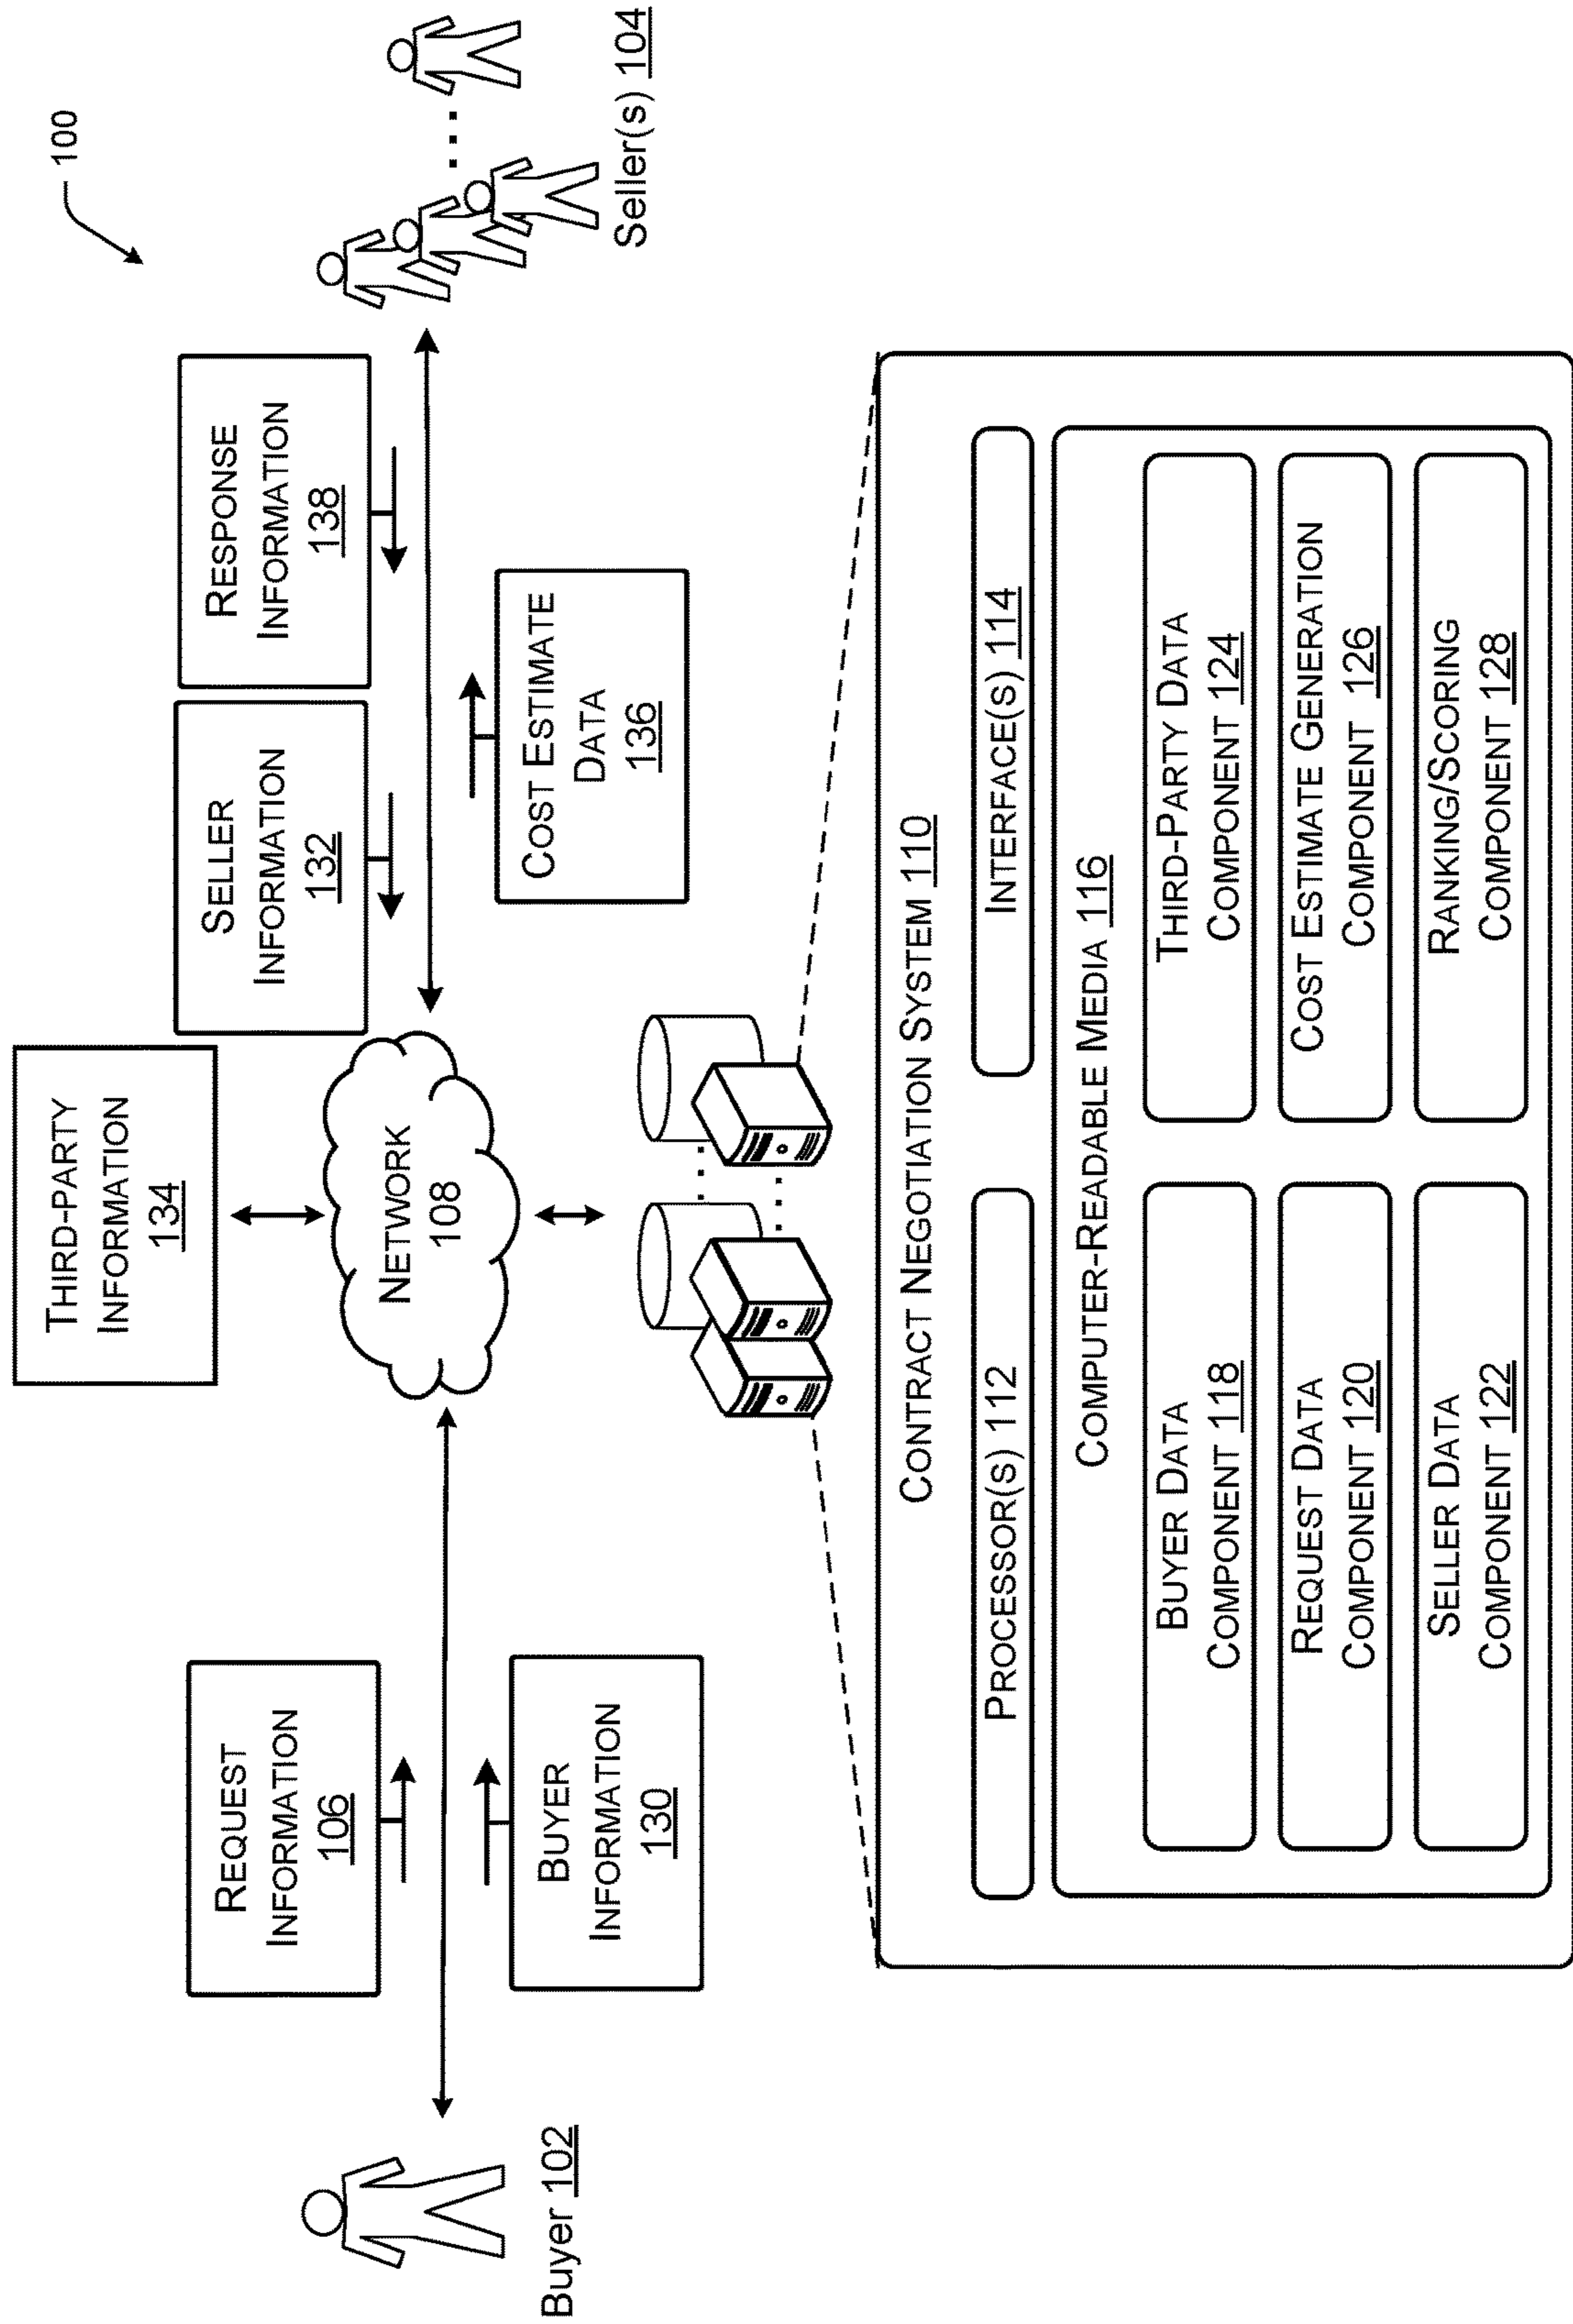 100
THIRD-PARTY
INFORMATION
134
REQUEST
INFORMATION
106
SELLER
INFORMATION
132
RESPONSE
INFORMATION
138
NETWORK
108
Buyer 102
BUYER
INFORMATION
130
COST ESTIMATE
DATA
136
Seller(s) 104
CONTRACT NEGOTIATION SYSTEM 110
PROCESSOR(S) 112
INTERFACE(S) 114
COMPUTER-READABLE MEDIA 116
BUYER DATA
COMPONENT 118
THIRD-PARTY DATA
COMPONENT 124
REQUEST DATA
COMPONENT 120
COST ESTIMATE GENERATION
COMPONENT 126
SELLER DATA
COMPONENT 122
RANKING/SCORING
COMPONENT 128